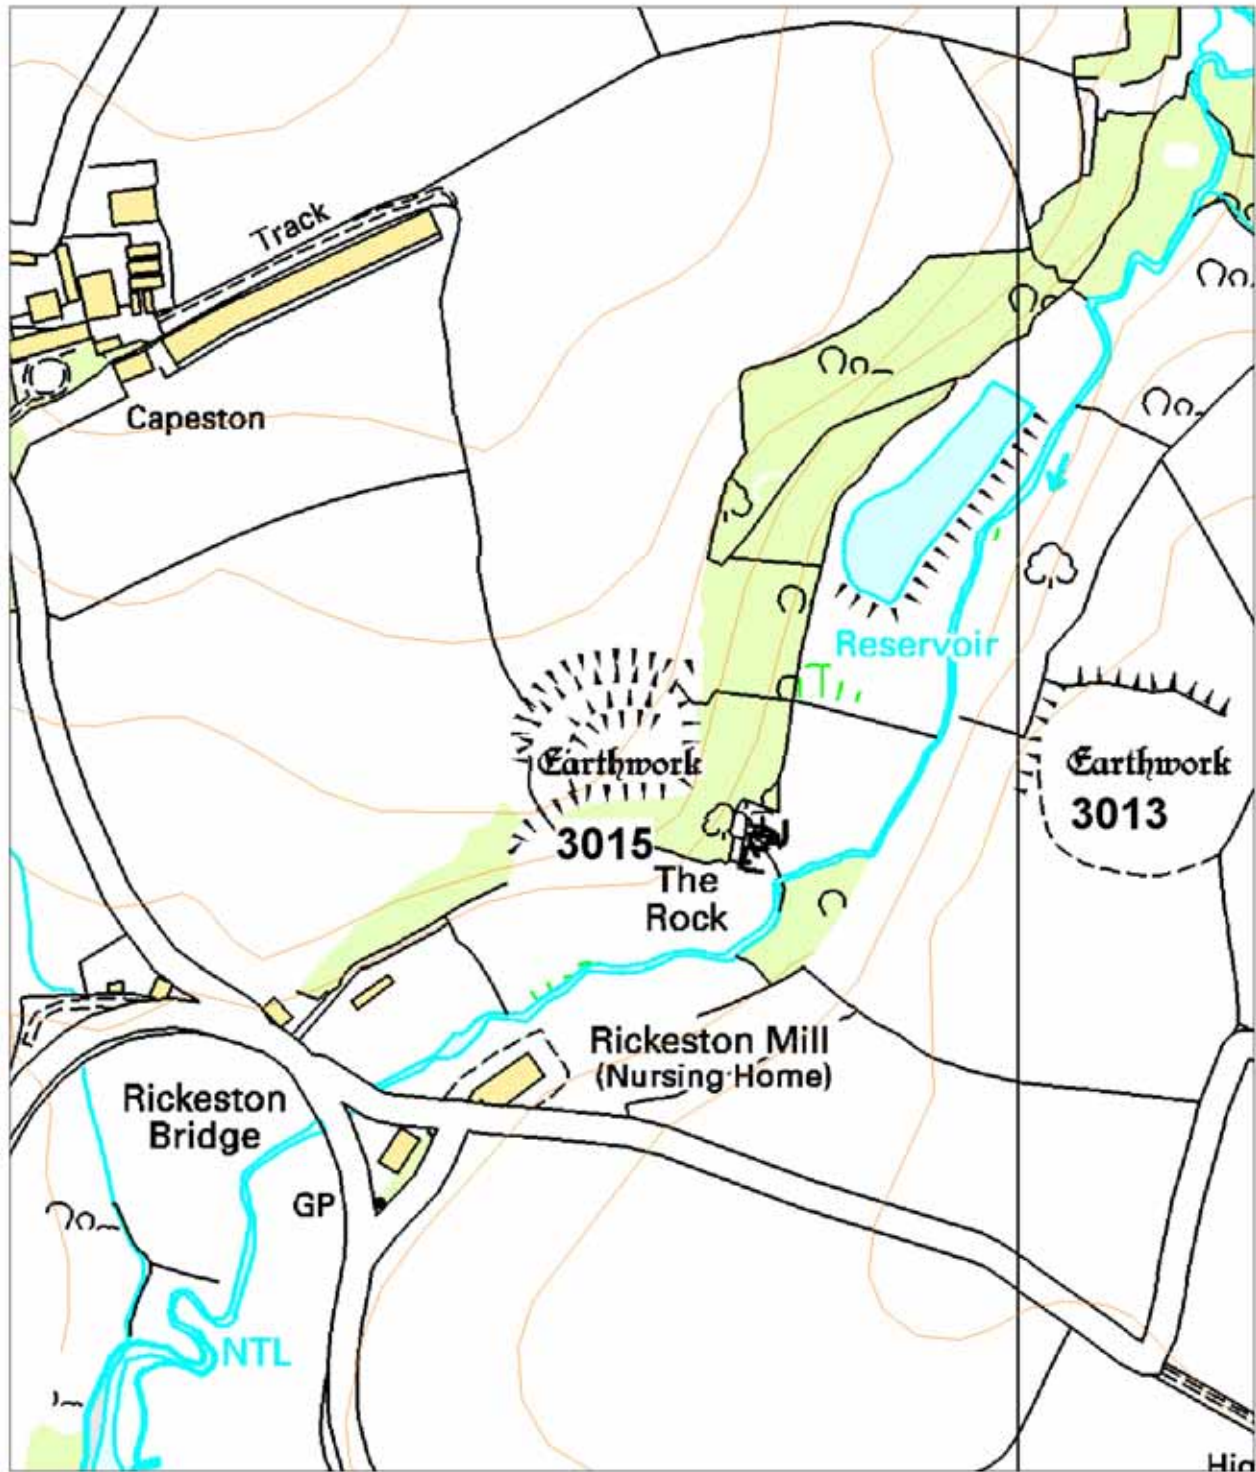 Track
Capeston
Reservoir
Earthwork
3015
Earthwork
3013
The
Rock
Rickeston Mill
(Nursing Home)
Rickeston
Bridge
GP
NTL